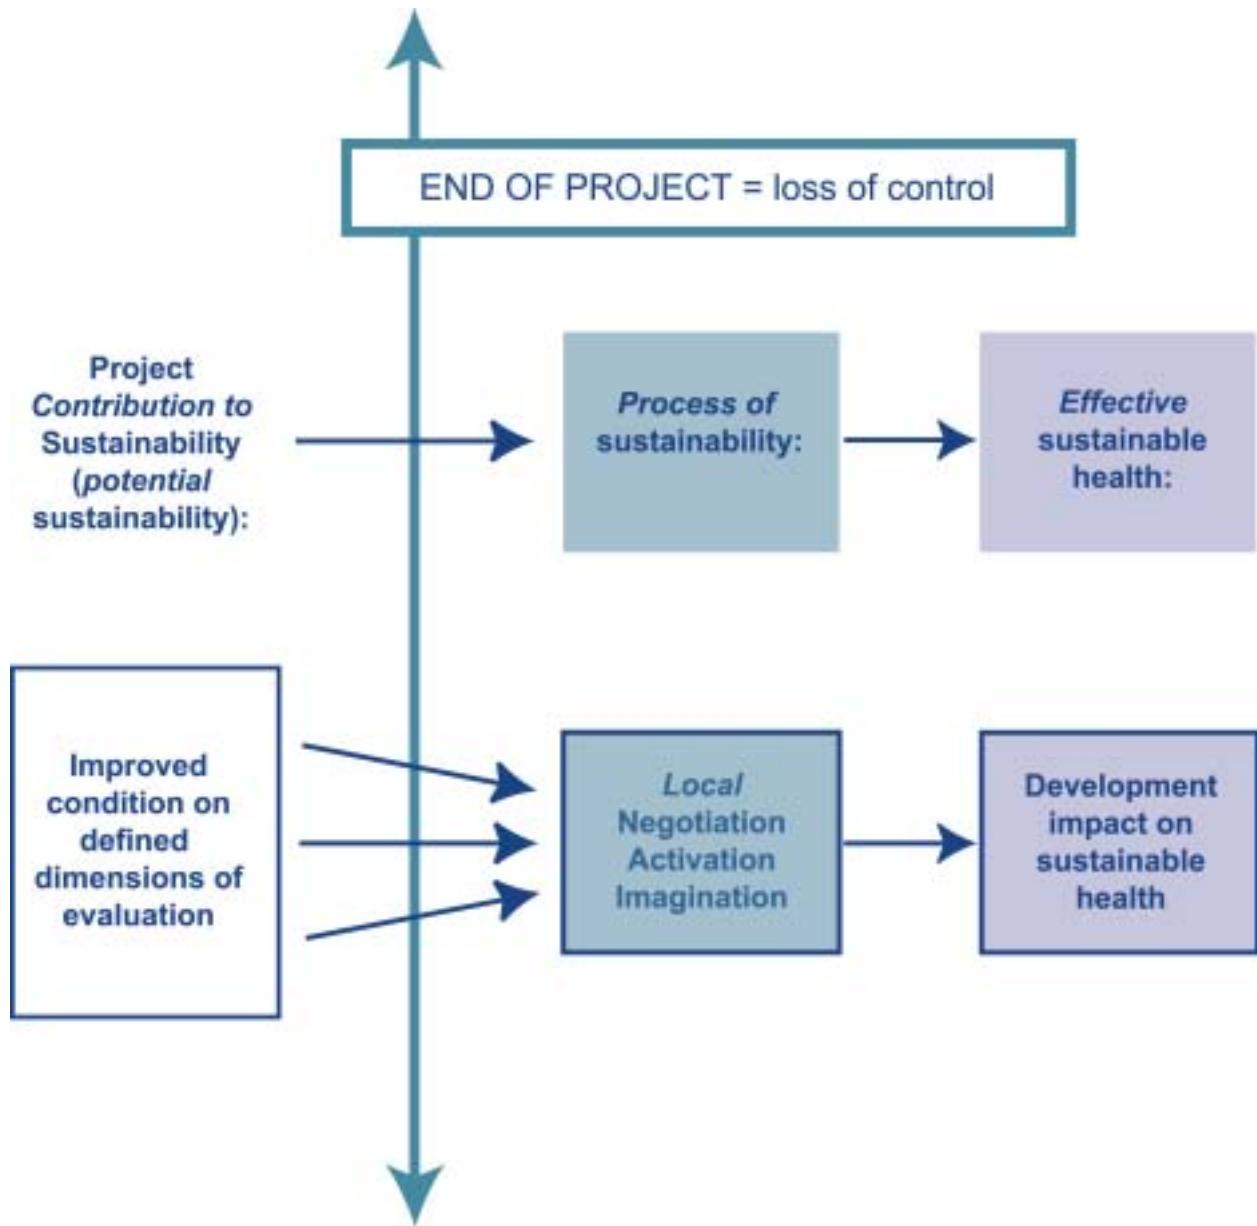 END OF PROJECT = loss of control
Project
Contribution to
Sustainability
(potential
sustainability):
Process of
sustainability:
Effective
sustainable
health:
Improved
condition on
defined
dimensions of
evaluation
Local
Negotiation
Activation
Imagination
Development
impact on
sustainable
health